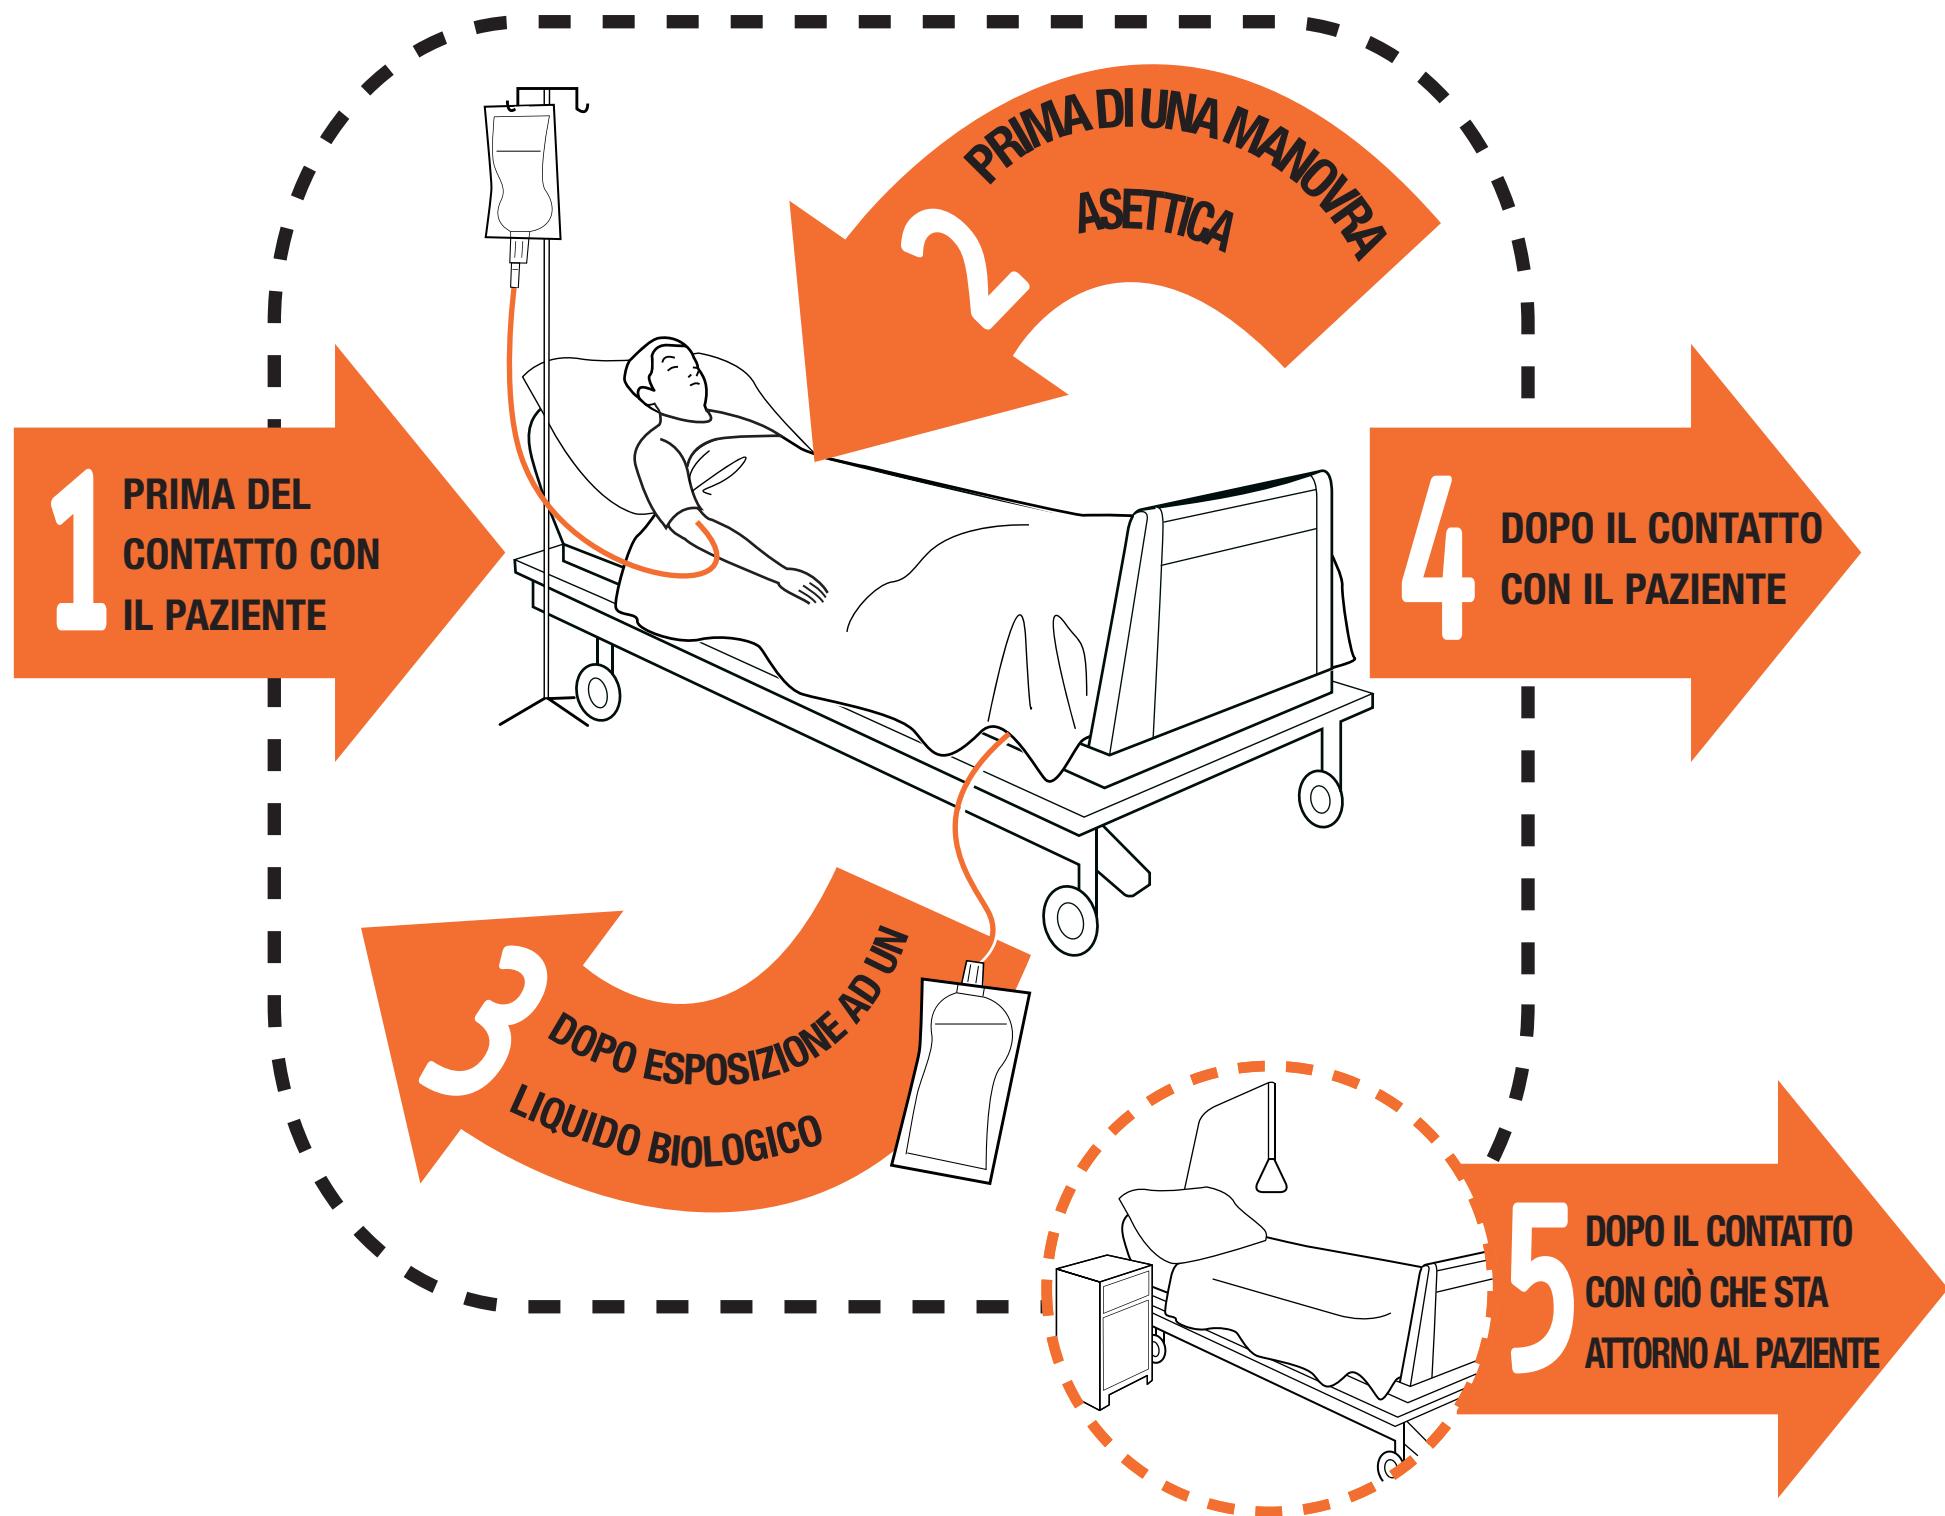 1
PRIMA DEL
CONTATTO CON
IL PAZIENTE
2
PRIMA DI UNA MANOVRA
ASETTICA
3
DOPO ESPOSIZIONE AD UN
LIQUIDO BIOLOGICO
4
DOPO IL CONTATTO
CON IL PAZIENTE
5
DOPO IL CONTATTO
CON CIÒ CHE STA
ATTORNO AL PAZIENTE